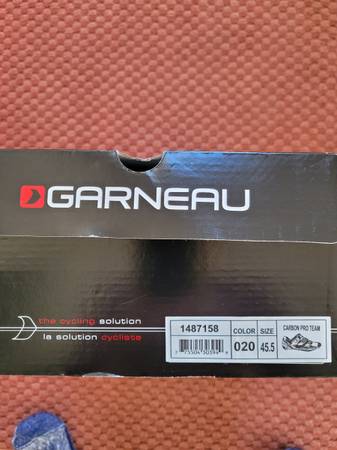 GARNEAU
the cycling solution
la solution cycliste
1487158
COLOR
020
SIZE
45.5
CARBON PRO TEAM